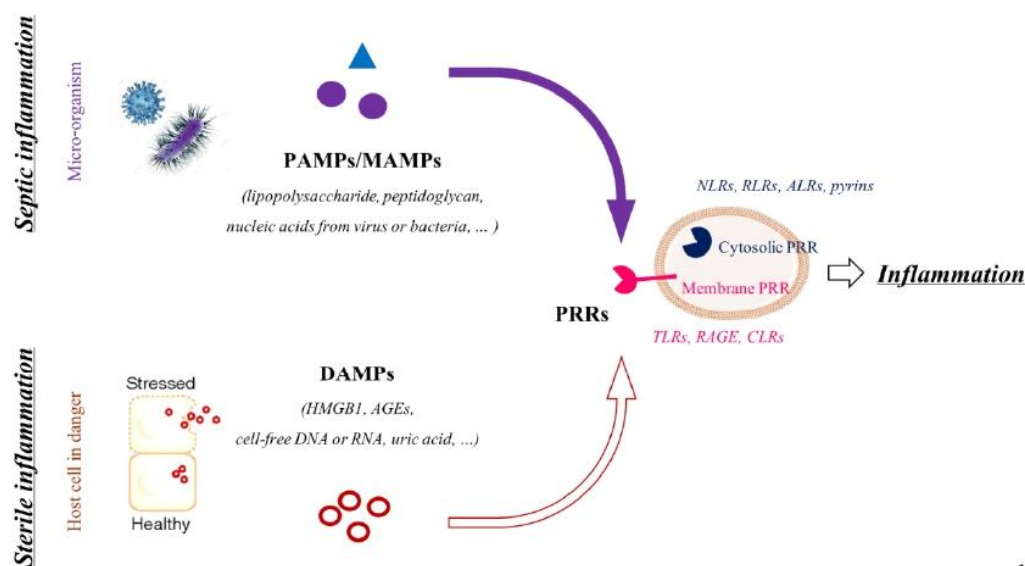 Septic inflammation
Micro-organism
PAMPs/MAMPs
(lipopolysaccharide, peptidoglycan,
nucleic acids from virus or bacteria, ... )
NLRs, RLRs, ALRs, pyrins
Cytosolic PRR
Membrane PRR
PRRs
TLRs, RAGE, CLRs
Inflammation
Sterile inflammation
Host cell in danger
Stressed
Healthy
DAMPs
(HMGB1, AGEs,
cell-free DNA or RNA, uric acid, ...)